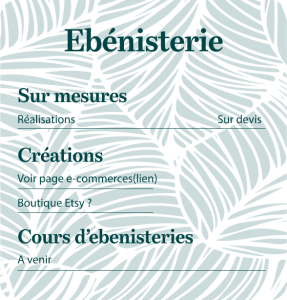 Ebénisterie
Sur mesures
Réalisations Sur devis
Créations
Voir page e-commerces(lien)
Boutique Etsy ?
Cours d'ebenisteries
A venir